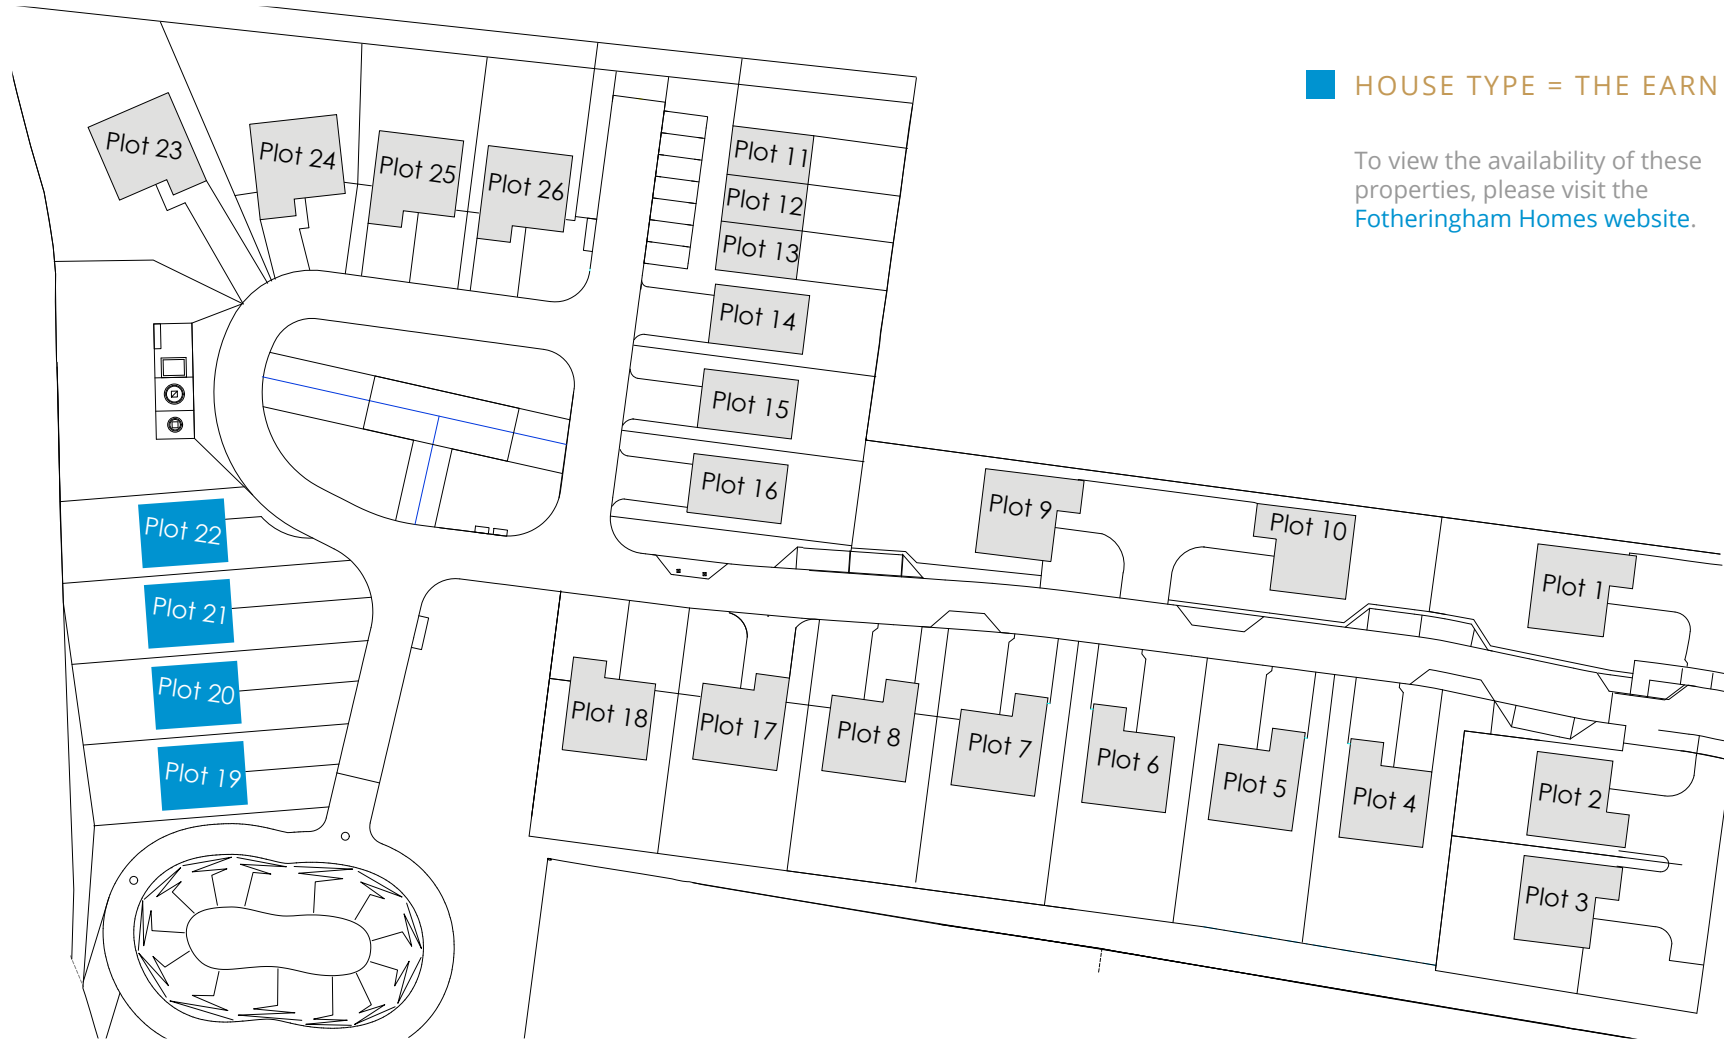 HOUSE TYPE = THE EARN
To view the availability of these
properties, please visit the
Fotheringham Homes website.
Plot 23
Plot 24
Plot 25
Plot 26
Plot 11
Plot 12
Plot 13
Plot 14
Plot 15
Plot 16
Plot 9
Plot 10
Plot 1
Plot 22
Plot 21
Plot 20
Plot 19
Plot 18
Plot 17
Plot 8
Plot 7
Plot 6
Plot 5
Plot 4
Plot 2
Plot 3